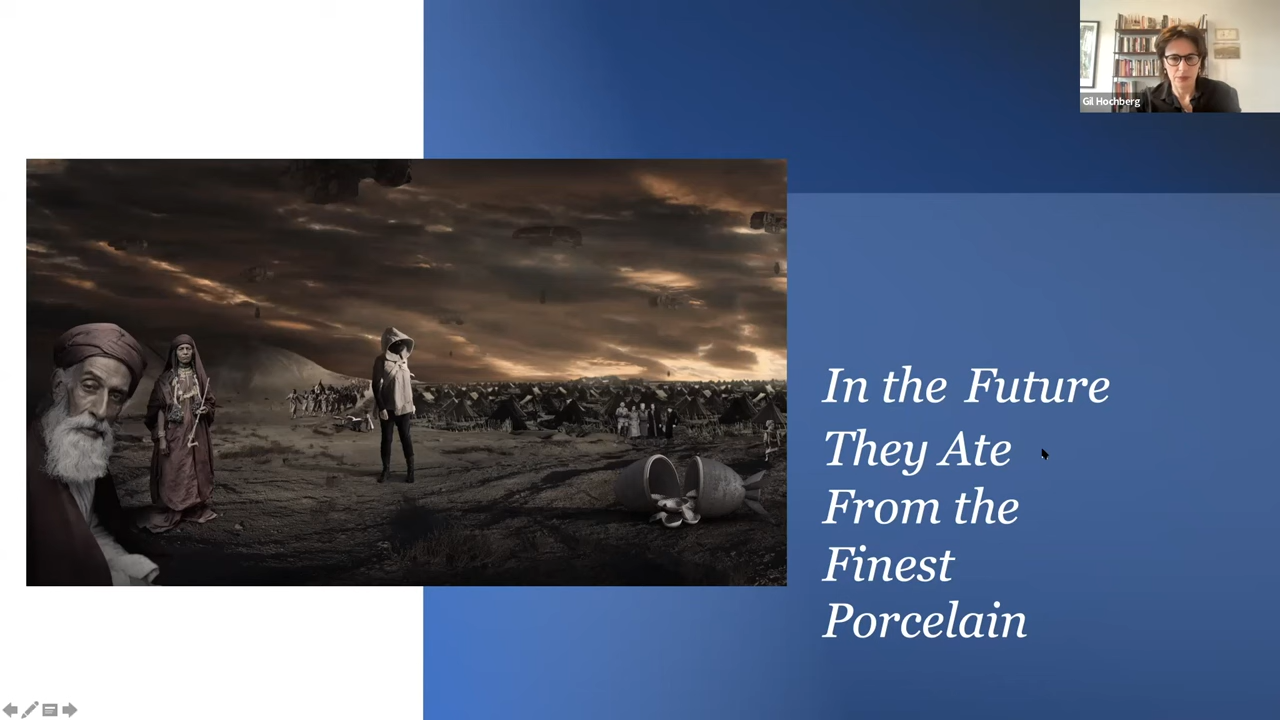 Gil Hochberg
In the Future
They Ate
From the
Finest
Porcelain